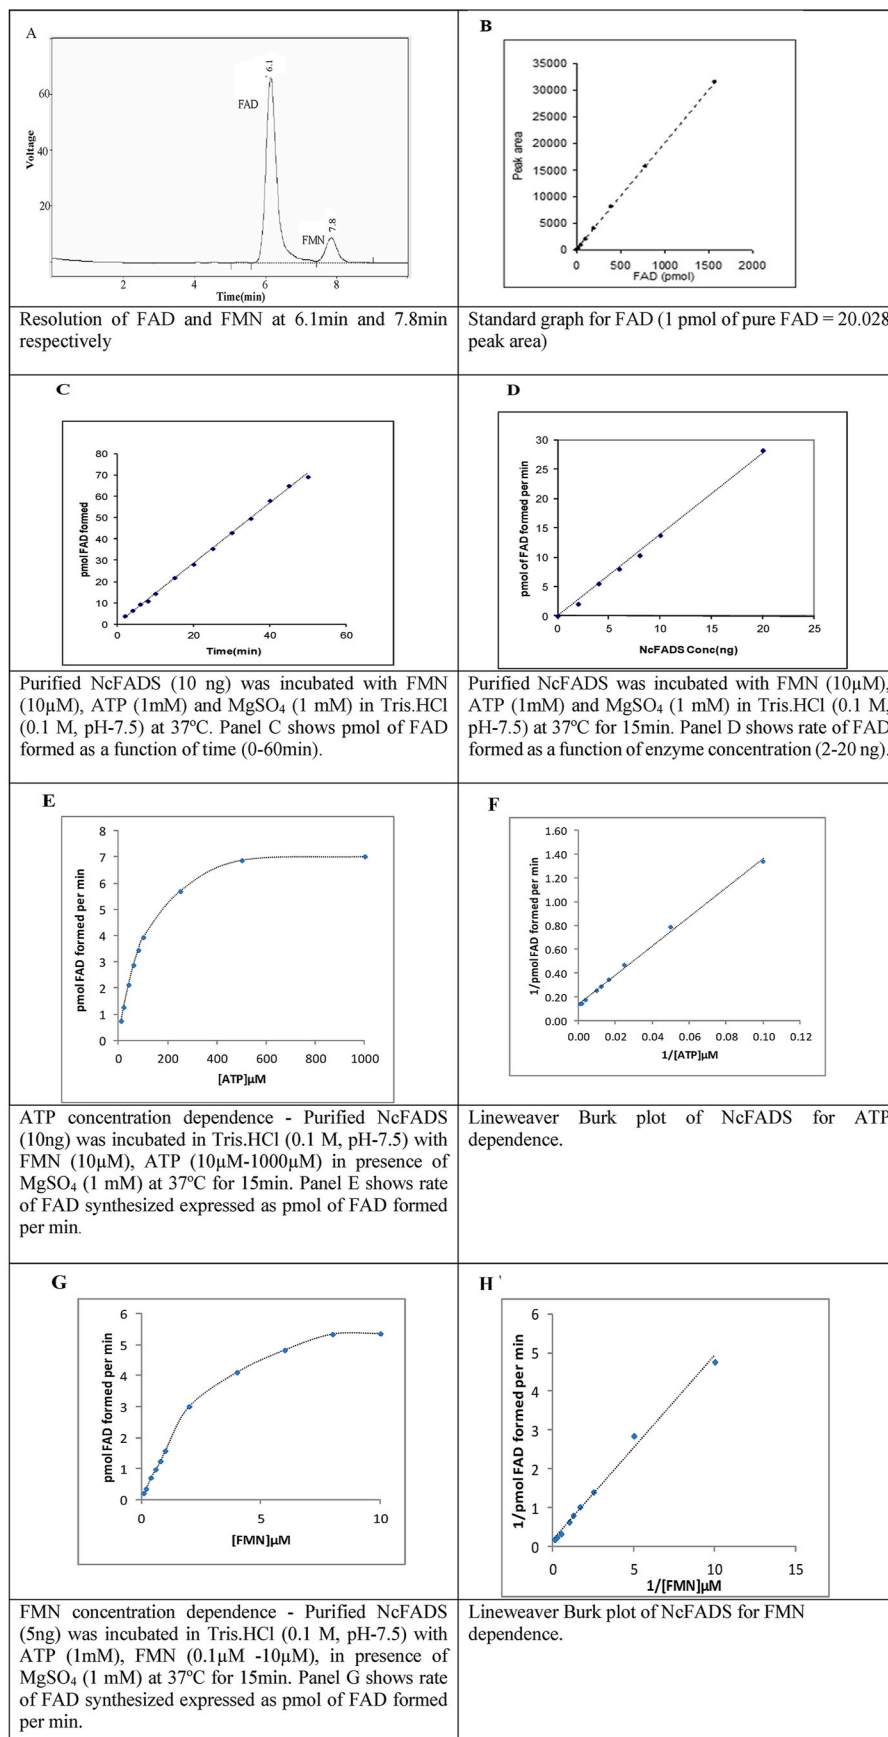 A
6.1
FAD
7.8
FMN
Voltage
60
40
20
2
4
6
8
Time(min)
B
35000
30000
25000
20000
15000
10000
5000
0
0
500
1000
1500
2000
Peak area
FAD (pmol)
Resolution of FAD and FMN at 6.1min and 7.8min
respectively
Standard graph for FAD (1 pmol of pure FAD = 20.028
peak area)
C
80
70
60
50
40
30
20
10
0
0
20
40
60
pmol FAD formed
Time(min)
D
30
25
20
15
10
5
0
0
5
10
15
20
25
pmol of FAD formed per min
NcFADS Conc(ng)
Purified NcFADS (10 ng) was incubated with FMN
(10µM), ATP (1mM) and MgSO₄ (1 mM) in Tris.HCl
(0.1 M, pH-7.5) at 37ºC. Panel C shows pmol of FAD
formed as a function of time (0-60min).
Purified NcFADS was incubated with FMN (10µM),
ATP (1mM) and MgSO₄ (1 mM) in Tris.HCl (0.1 M,
pH-7.5) at 37ºC for 15min. Panel D shows rate of FAD
formed as a function of enzyme concentration (2-20 ng).
E
8
7
6
5
4
3
2
1
0
0
200
400
600
800
1000
pmol FAD formed per min
[ATP]µM
F
1.60
1.40
1.20
1.00
0.80
0.60
0.40
0.20
0.00
0.00
0.02
0.04
0.06
0.08
0.10
0.12
1/pmol FAD formed per min
1/[ATP]µM
ATP concentration dependence - Purified NcFADS
(10ng) was incubated in Tris.HCl (0.1 M, pH-7.5) with
FMN (10µM), ATP (10µM-1000µM) in presence of
MgSO₄ (1 mM) at 37ºC for 15min. Panel E shows rate
of FAD synthesized expressed as pmol of FAD formed
per min.
Lineweaver Burk plot of NcFADS for ATP
dependence.
G
6
5
4
3
2
1
0
0
5
10
pmol FAD formed per min
[FMN]µM
H
6
5
4
3
2
1
0
0
5
10
15
1/pmol FAD formed per min
1/[FMN]µM
FMN concentration dependence - Purified NcFADS
(5ng) was incubated in Tris.HCl (0.1 M, pH-7.5) with
ATP (1mM), FMN (0.1µM -10µM), in presence of
MgSO₄ (1 mM) at 37ºC for 15min. Panel G shows rate
of FAD synthesized expressed as pmol of FAD formed
per min.
Lineweaver Burk plot of NcFADS for FMN
dependence.